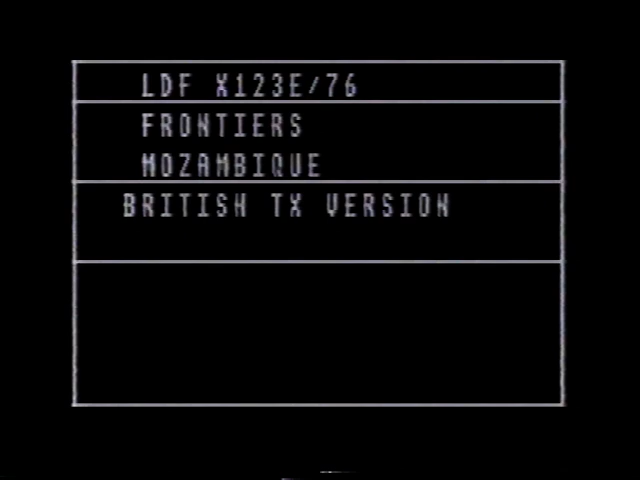 LDF X123E/76
FRONTIERS
MOZAMBIQUE
BRITISH TX VERSION